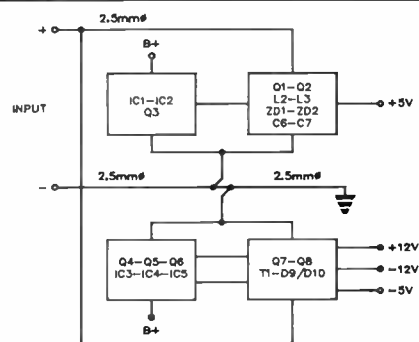 2.5mmø
+
B+
INPUT
IC1-IC2
Q3
Q1-Q2
L2-L3
ZD1-ZD2
C6-C7
+5V
-
2.5mmø
2.5mmø
Q4-Q5-Q6
IC3-IC4-IC5
Q7-Q8
T1-D9/D10
+12V
-12V
-5V
B+